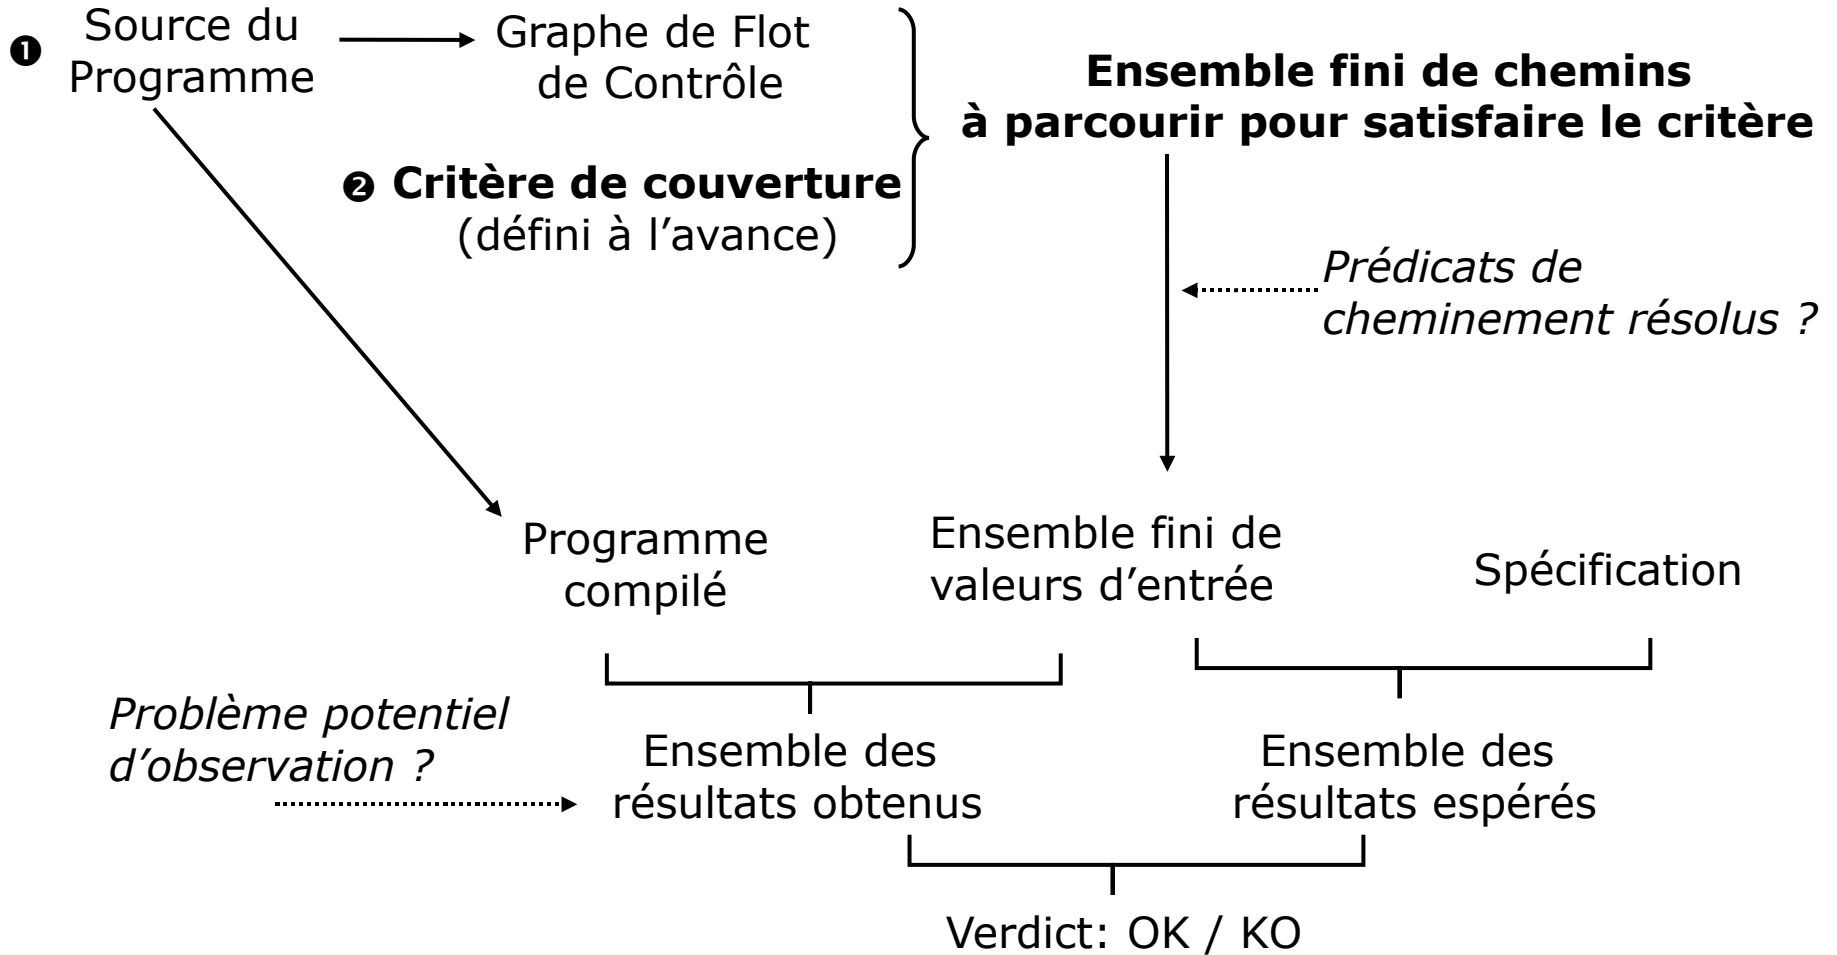 ❶ Source du
Programme
Graphe de Flot
de Contrôle
Ensemble fini de chemins
à parcourir pour satisfaire le critère
❷ Critère de couverture
(défini à l’avance)
Prédicats de
cheminement résolus ?
Programme
compilé
Ensemble fini de
valeurs d’entrée
Spécification
Problème potentiel
d’observation ?
Ensemble des
résultats obtenus
Ensemble des
résultats espérés
Verdict: OK / KO